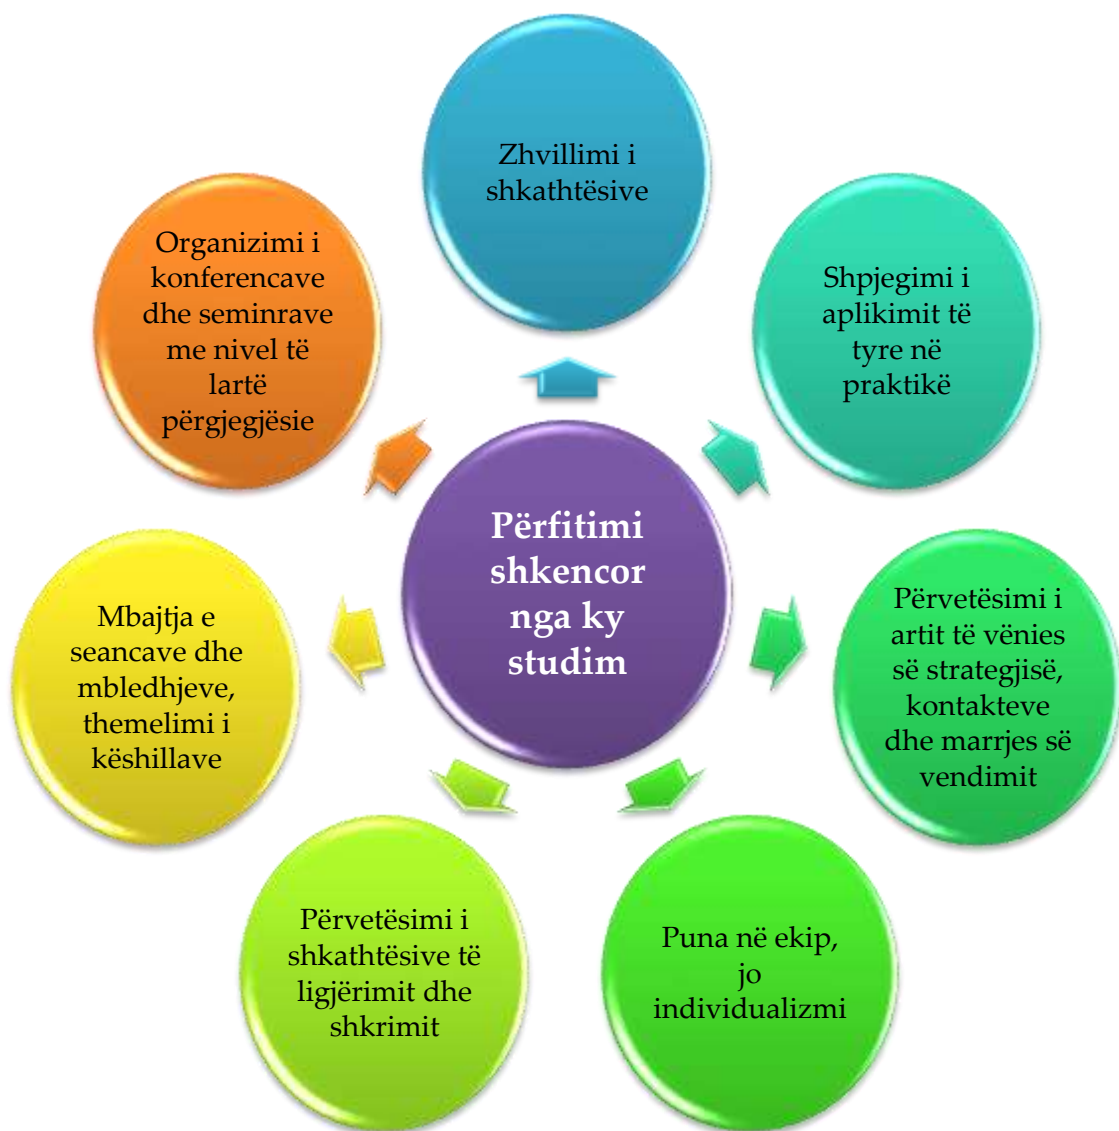 Zhvillimi i
shkathtësive
Shpjegimi i
aplikimit të
tyre në
praktikë
Përvetësimi i
artit të vënies
së strategjisë,
kontakteve
dhe marrjes së
vendimit
Puna në ekip,
jo
individualizmi
Përvetësimi i
shkathtësive të
ligjërimit dhe
shkrimit
Mbajtja e
seancave dhe
mbledhjeve,
themelimi i
këshillave
Organizimi i
konferencave
dhe seminrave
me nivel të
lartë
përgjegjësie
Përfitimi
shkencor
nga ky
studim